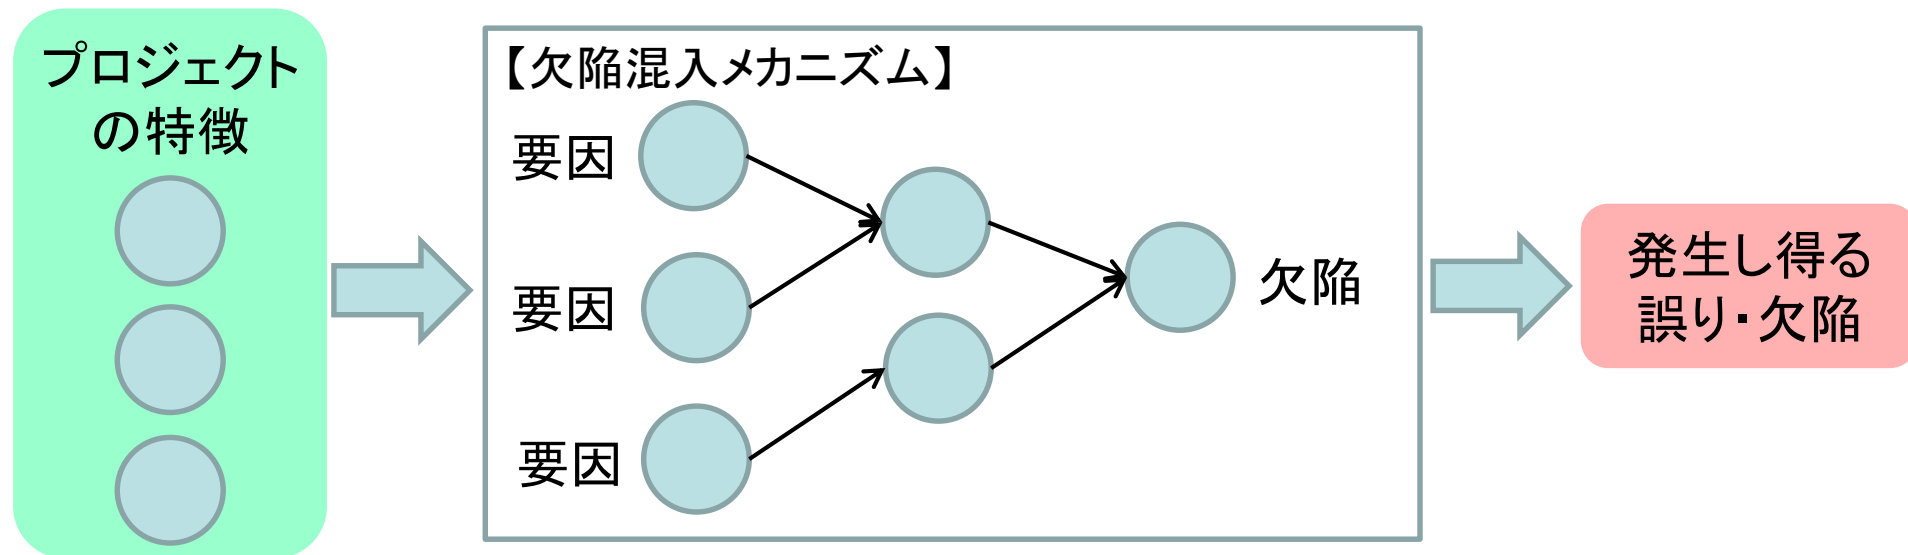 プロジェクト
の特徴
【欠陥混入メカニズム】
要因
要因
要因
欠陥
発生し得る
誤り・欠陥